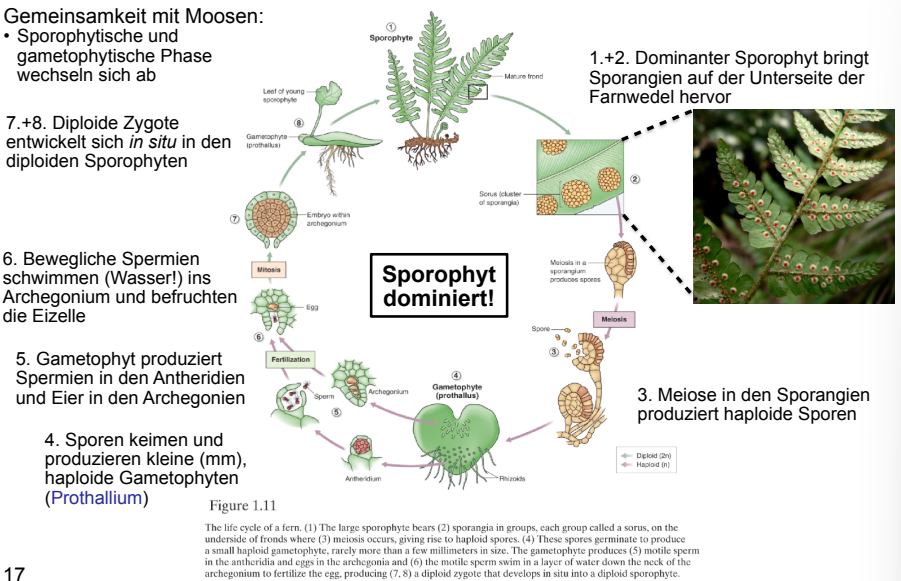 Gemeinsamkeit mit Moosen:
• Sporophytische und
gametophytische Phase
wechseln sich ab
7.+8. Diploide Zygote
entwickelt sich in situ in den
diploiden Sporophyten
6. Bewegliche Spermien
schwimmen (Wasser!) ins
Archegonium und befruchten
die Eizelle
5. Gametophyt produziert
Spermien in den Antheridien
und Eier in den Archegonien
4. Sporen keimen und
produzieren kleine (mm),
haploide Gametophyten
(Prothallium)
1
Sporophyte
Mature frond
Leaf of young
sporophyte
8
Gametophyte
(prothallus)
1.+2. Dominanter Sporophyt bringt
Sporangien auf der Unterseite der
Farnwedel hervor
Sorus (cluster
of sporangia)
2
7
Embryo within
archegonium
Mitosis
Egg
6
Fertilization
Sporophyt
dominiert!
Meiosis in a
sporangium
produces spores
Meiosis
Spore
3
3. Meiose in den Sporangien
produziert haploide Sporen
4
Gametophyte
(prothallus)
Archegonium
Sperm
5
Antheridium
Rhizoids
Diploid (2n)
Haploid (n)
Figure 1.11
The life cycle of a fern. (1) The large sporophyte bears (2) sporangia in groups, each group called a sorus, on the
underside of fronds where (3) meiosis occurs, giving rise to haploid spores. (4) These spores germinate to produce
a small haploid gametophyte, rarely more than a few millimeters in size. The gametophyte produces (5) motile sperm
in the antheridia and eggs in the archegonia and (6) the motile sperm swim in a layer of water down the neck of the
archegonium to fertilize the egg, producing (7, 8) a diploid zygote that develops in situ into a diploid sporophyte.
17